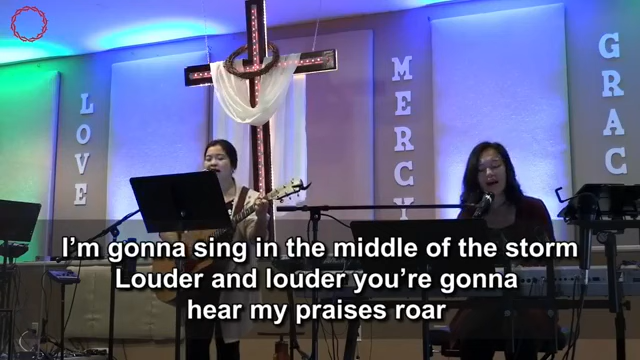 LOVE
MERCY
GRAC
I'm gonna sing in the middle of the storm
Louder and louder you're gonna
hear my praises roar